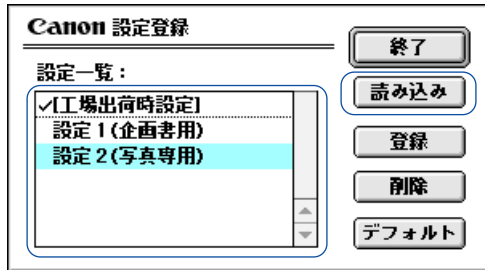 Canon 設定登録
設定一覧：
✓[工場出荷時設定]
設定1(企画書用)
設定2(写真専用)
終了
読み込み
登録
削除
デフォルト